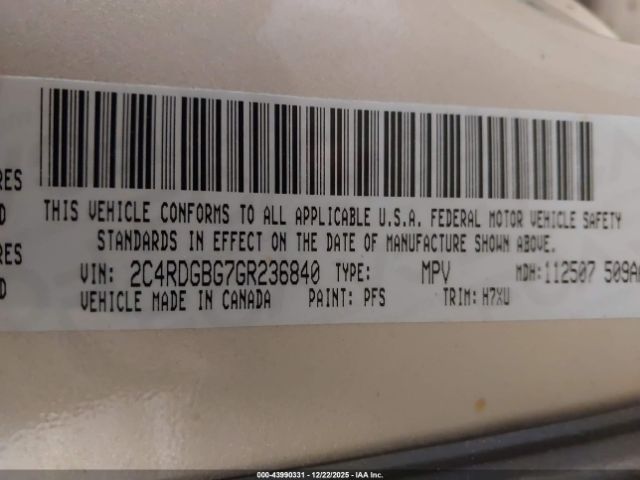 RES
D
THIS VEHICLE CONFORMS TO ALL APPLICABLE U.S.A. FEDERAL MOTOR VEHICLE SAFETY
STANDARDS IN EFFECT ON THE DATE OF MANUFACTURE SHOWN ABOVE.
ES
VIN: 2C4RDGBG7GR236840 TYPE: MPV MDH: 112507 509A
D
VEHICLE MADE IN CANADA PAINT: PFS TRIM: H7XU
000-43990331 - 12/22/2025 - IAA Inc.